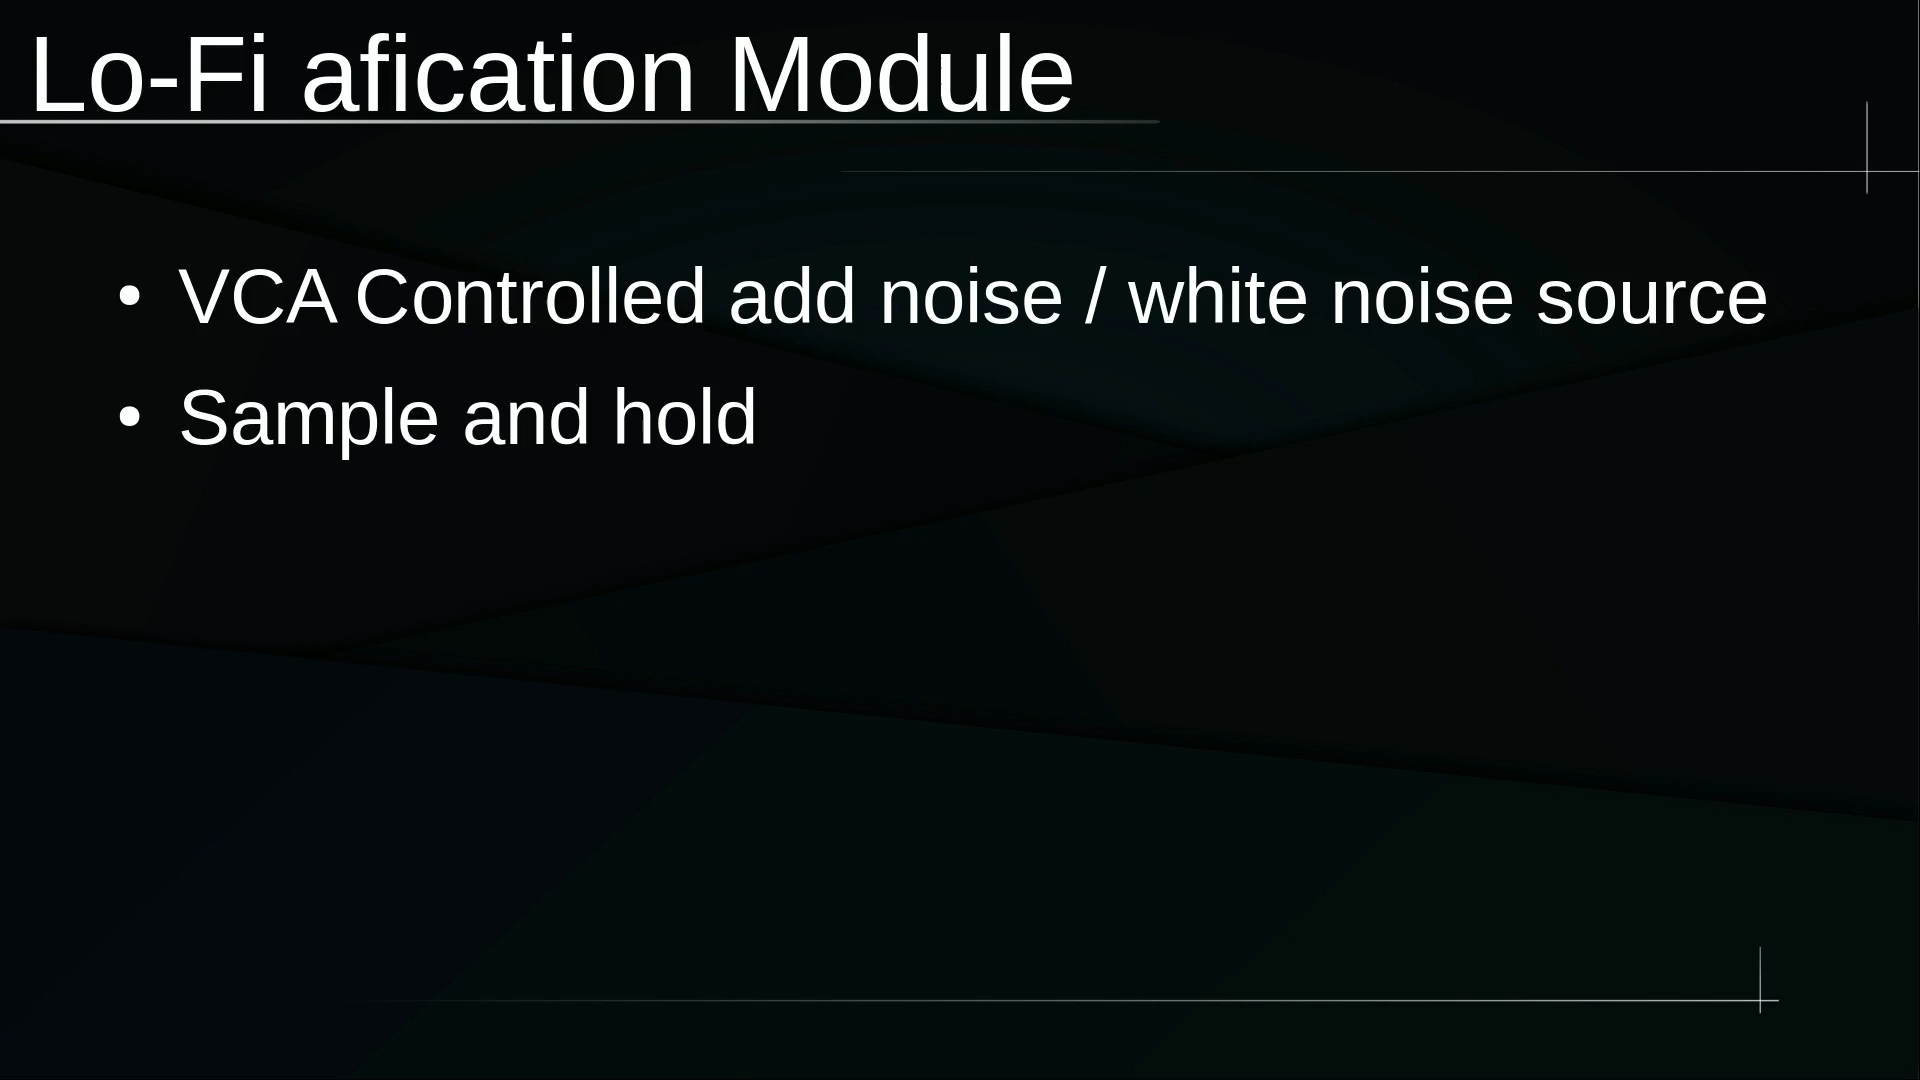 Lo-Fi afication Module
• VCA Controlled add noise / white noise source
• Sample and hold